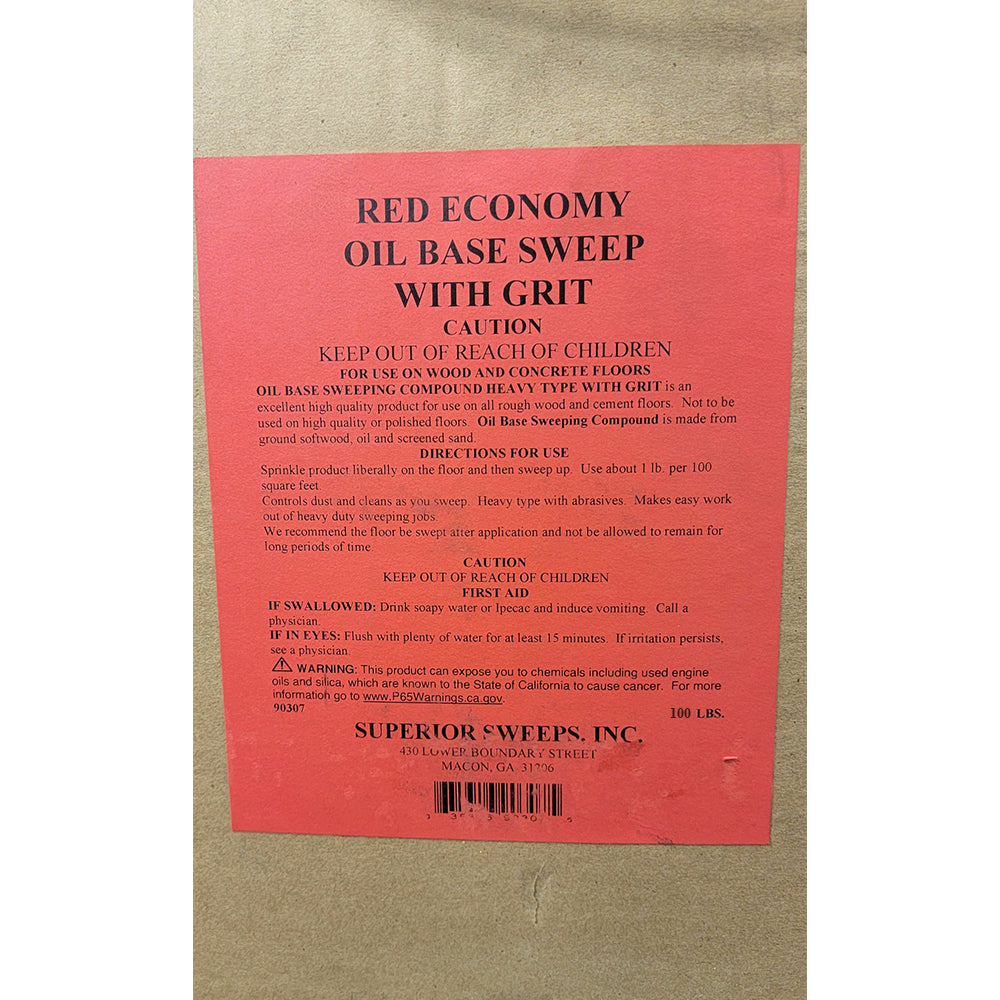 RED ECONOMY
OIL BASE SWEEP
WITH GRIT
CAUTION
KEEP OUT OF REACH OF CHILDREN
FOR USE ON WOOD AND CONCRETE FLOORS
OIL BASE SWEEPING COMPOUND HEAVY TYPE WITH GRIT is an
excellent high quality product for use on all rough wood and cement floors. Not to be
used on high quality or polished floors. Oil Base Sweeping Compound is made from
ground softwood, oil and screened sand.
DIRECTIONS FOR USE
Sprinkle product liberally on the floor and then sweep up. Use about 1 lb. per 100
square feet.
Controls dust and cleans as you sweep. Heavy type with abrasives. Makes easy work
out of heavy duty sweeping jobs.
We recommend the floor be swept after application and not be allowed to remain for
long periods of time.
CAUTION
KEEP OUT OF REACH OF CHILDREN
FIRST AID
IF SWALLOWED: Drink soapy water or Ipecac and induce vomiting. Call a
physician.
IF IN EYES: Flush with plenty of water for at least 15 minutes. If irritation persists,
see a physician.
⚠ WARNING: This product can expose you to chemicals including used engine
oils and silica, which are known to the State of California to cause cancer. For more
information go to www.P65Warnings.ca.gov.
90307
100 LBS.
SUPERIOR SWEEPS, INC.
430 LOWER BOUNDARY STREET
MACON, GA 31206